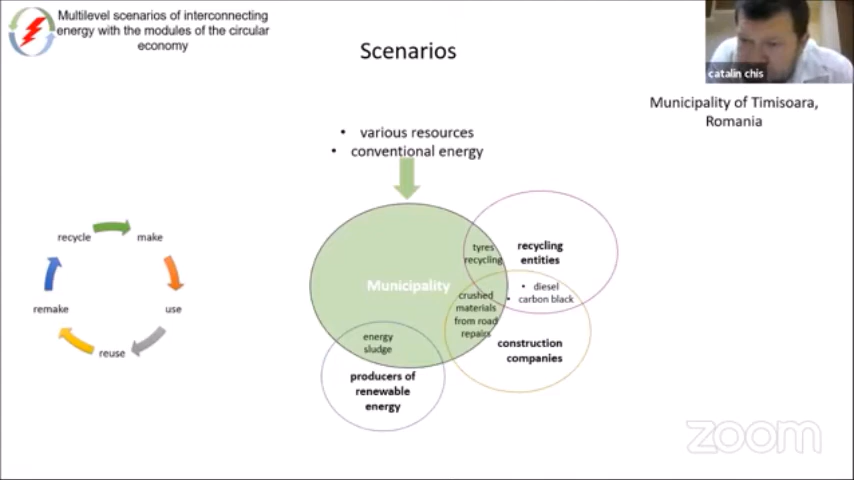 Multilevel scenarios of interconnecting
energy with the modules of the circular
economy
Scenarios
catalin chis
Municipality of Timisoara,
Romania
• various resources
• conventional energy
recycle
make
use
reuse
remake
Municipality
tyres
recycling
recycling
entities
• diesel
• carbon black
crushed
materials
from road
repairs
construction
companies
energy
sludge
producers of
renewable
energy
zoom